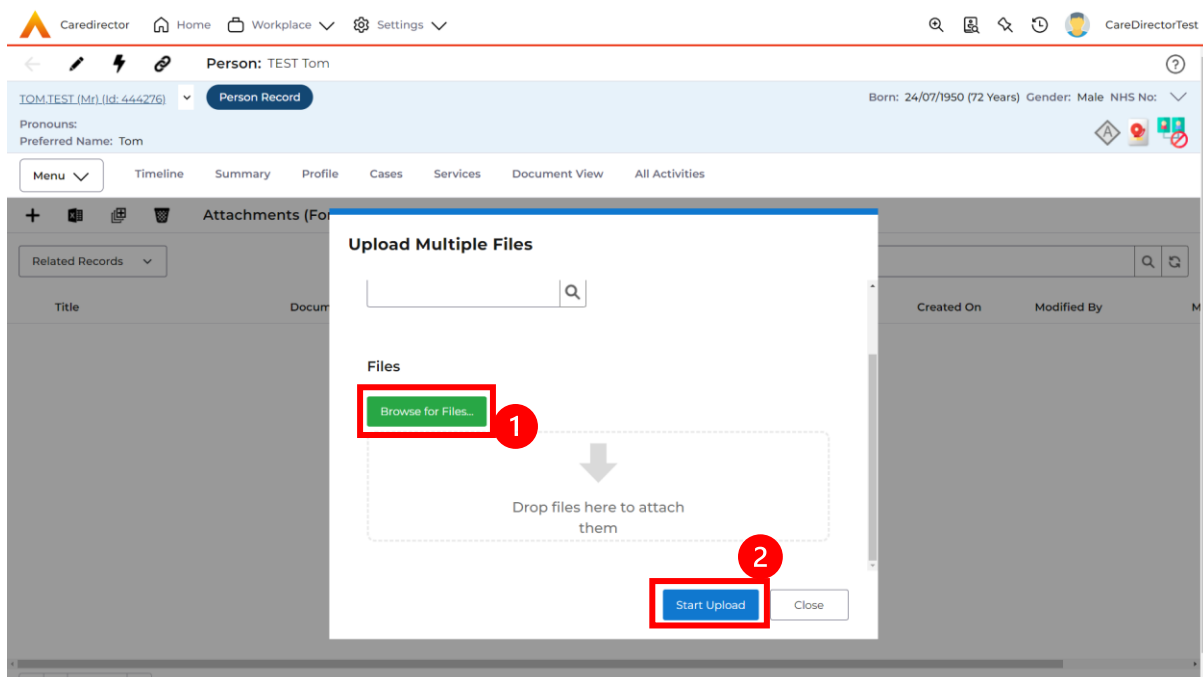 Caredirector Home Workplace Settings CareDirectorTest
Person: TEST Tom
TOM,TEST (Mr) (Id: 444276) Person Record Born: 24/07/1950 (72 Years) Gender: Male NHS No:
Pronouns:
Preferred Name: Tom
Menu Timeline Summary Profile Cases Services Document View All Activities
Attachments (For
Upload Multiple Files
Related Records
Title Docum Created On Modified By M
Files
Browse for Files...
1
Drop files here to attach
them
2
Start Upload Close